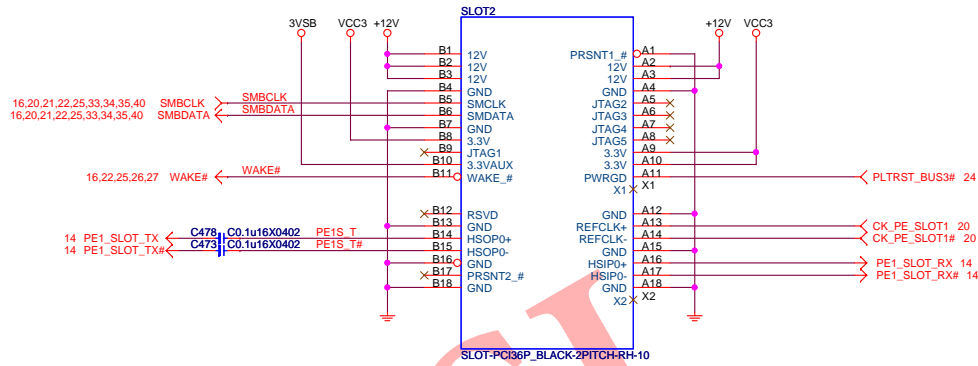 SLOT2
3VSB VCC3 +12V +12V VCC3
B1 12V PRSNT1_# A1
B2 12V 12V A2
B3 12V 12V A3
B4 GND GND A4
16,20,21,22,25,33,34,35,40 SMBCLK SMBCLK B5 SMCLK JTAG2 A5
16,20,21,22,25,33,34,35,40 SMBDATA SMBDATA B6 SMDATA JTAG3 A6
B7 GND JTAG4 A7
B8 3.3V JTAG5 A8
B9 JTAG1 3.3V A9
B10 3.3VAUX 3.3V A10
16,22,25,26,27 WAKE# WAKE# B11 WAKE_# PWRGD A11 PLTRST_BUS3# 24
X1 X1
B12 RSVD GND A12
B13 GND REFCLK+ A13 CK_PE_SLOT1 20
14 PE1_SLOT_TX C478 C0.1u16X0402 PE1S_T B14 HSOP0+ REFCLK- A14 CK_PE_SLOT1# 20
14 PE1_SLOT_TX# C473 C0.1u16X0402 PE1S_T# B15 HSOP0- GND A15
B16 GND HSIP0+ A16 PE1_SLOT_RX 14
B17 PRSNT2_# HSIP0- A17 PE1_SLOT_RX# 14
B18 GND GND A18
X2 X2
SLOT-PCI36P_BLACK-2PITCH-RH-10